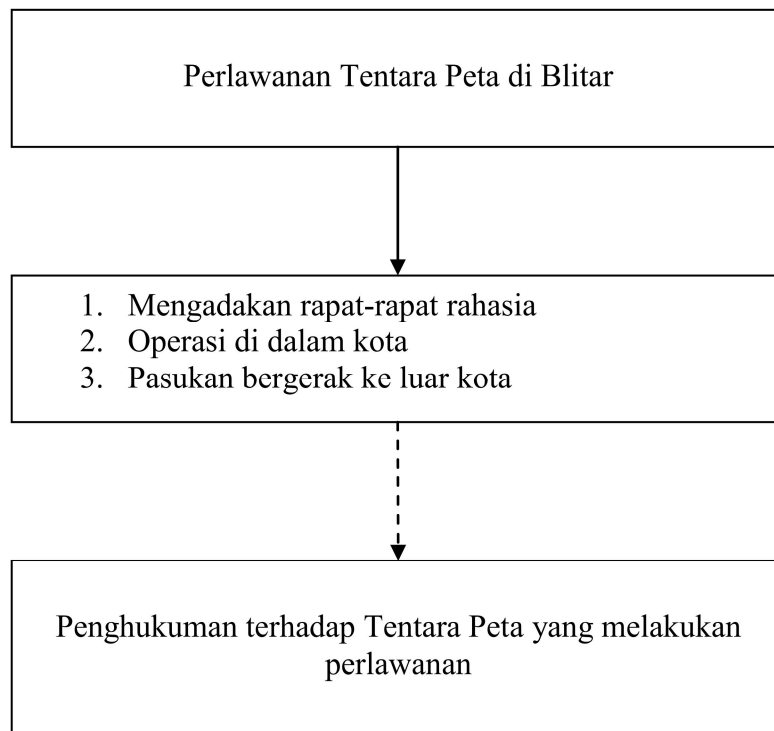 Perlawanan Tentara Peta di Blitar
1. Mengadakan rapat-rapat rahasia
2. Operasi di dalam kota
3. Pasukan bergerak ke luar kota
Penghukuman terhadap Tentara Peta yang melakukan
perlawanan